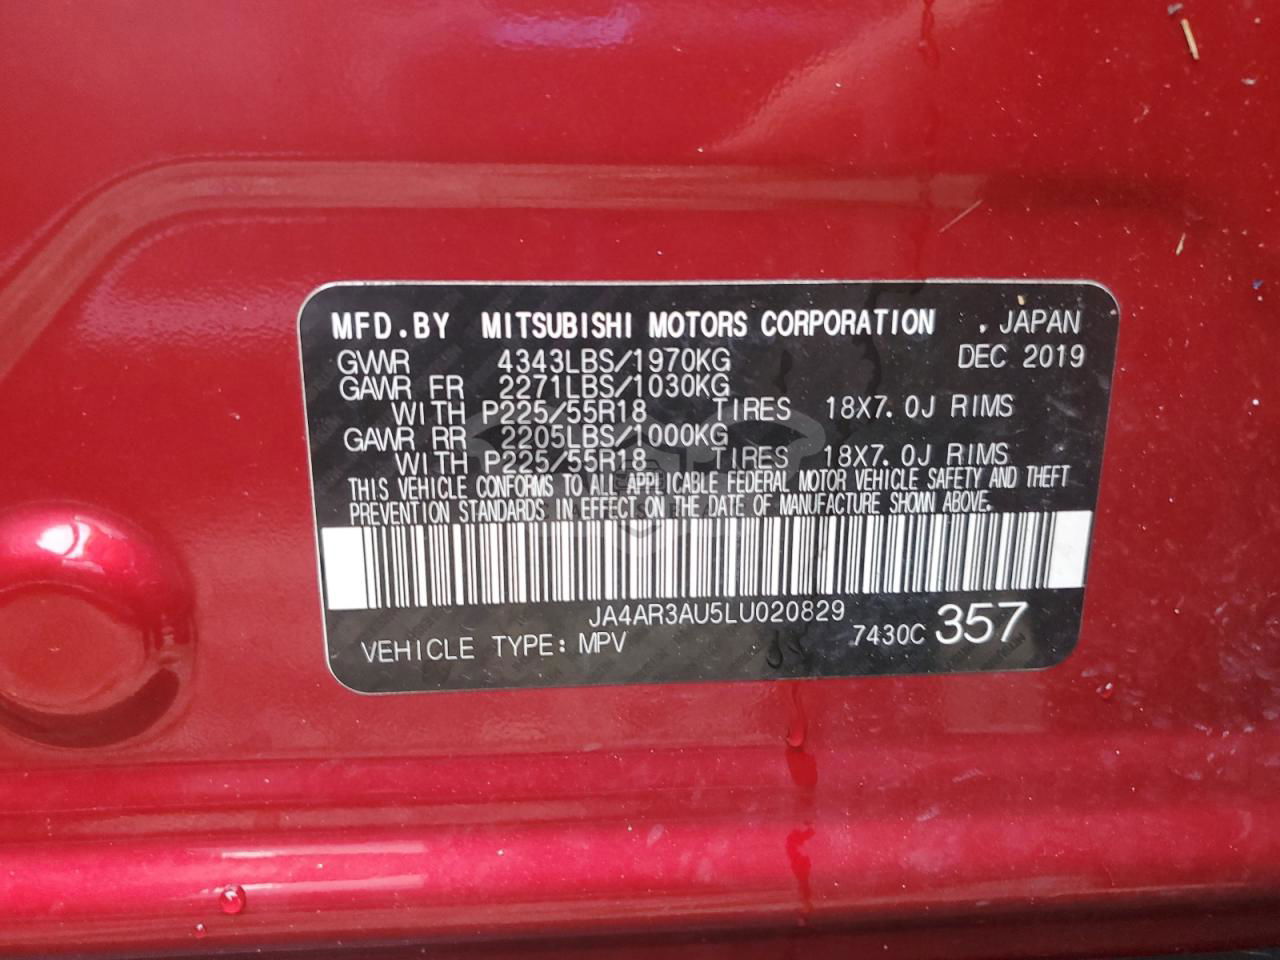 MFD.BY MITSUBISHI MOTORS CORPORATION . JAPAN
GVWR 4343LBS/1970KG DEC 2019
GAWR FR 2271LBS/1030KG
WITH P225/55R18 TIRES 18X7.0J RIMS
GAWR RR 2205LBS/1000KG
WITH P225/55R18 TIRES 18X7.0J RIMS
THIS VEHICLE CONFORMS TO ALL APPLICABLE FEDERAL MOTOR VEHICLE SAFETY AND THEFT
PREVENTION STANDARDS IN EFFECT ON THE DATE OF MANUFACTURE SHOWN ABOVE.
JA4AR3AU5LU020829
VEHICLE TYPE: MPV 7430C 357